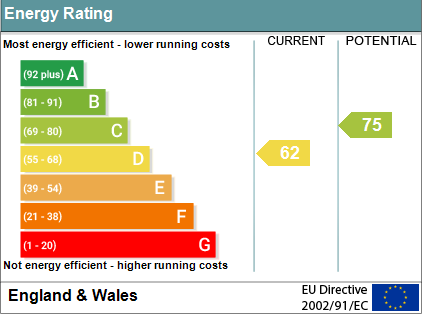 Energy Rating
Most energy efficient - lower running costs
CURRENT
POTENTIAL
(92 plus) A
(81 - 91) B
(69 - 80) C
(55 - 68) D
(39 - 54) E
(21 - 38) F
(1 - 20) G
62
75
Not energy efficient - higher running costs
England & Wales
EU Directive
2002/91/EC